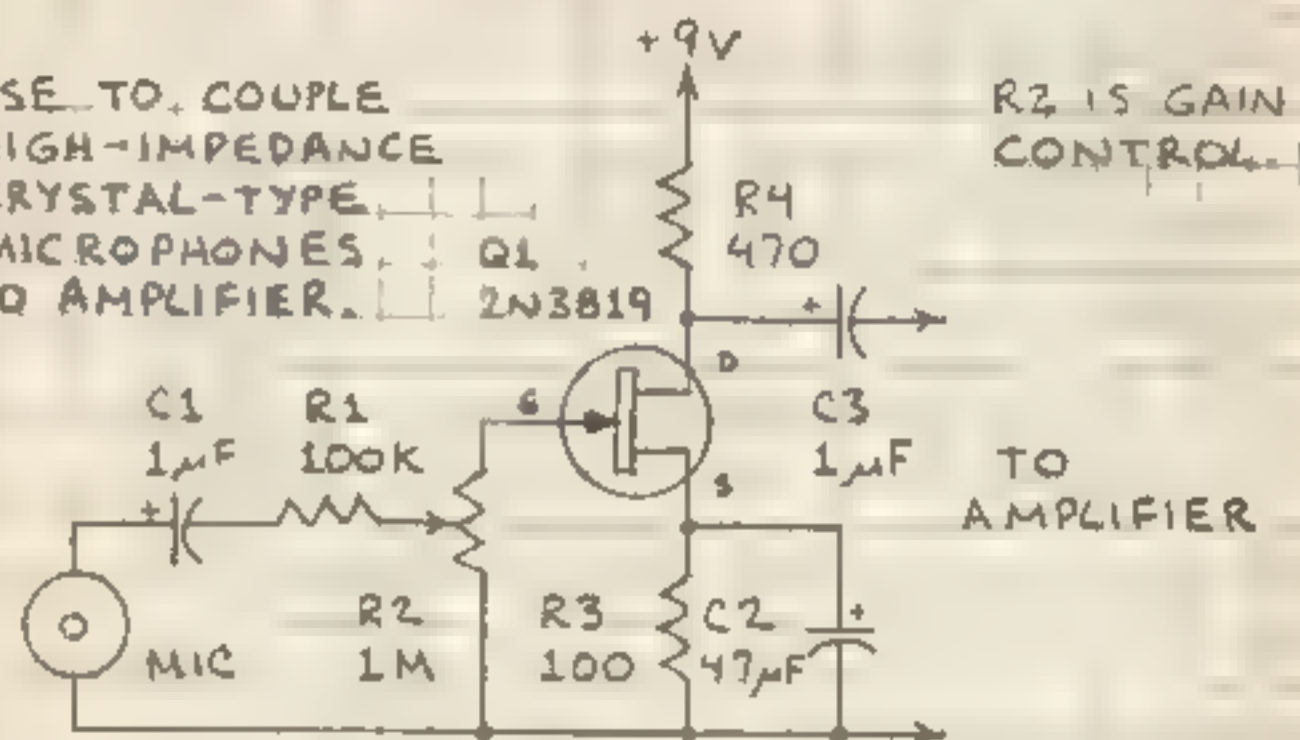 +9V
SE TO COUPLE
IGH-IMPEDANCE
RYSTAL-TYPE
MICROPHONES
O AMPLIFIER.
R2 IS GAIN
CONTROL.
R4
470
Q1
2N3819
+
D
G
S
C1
1µF
R1
100K
C3
1µF
TO
AMPLIFIER
+
R2
1M
R3
100
C2
47µF
+
MIC